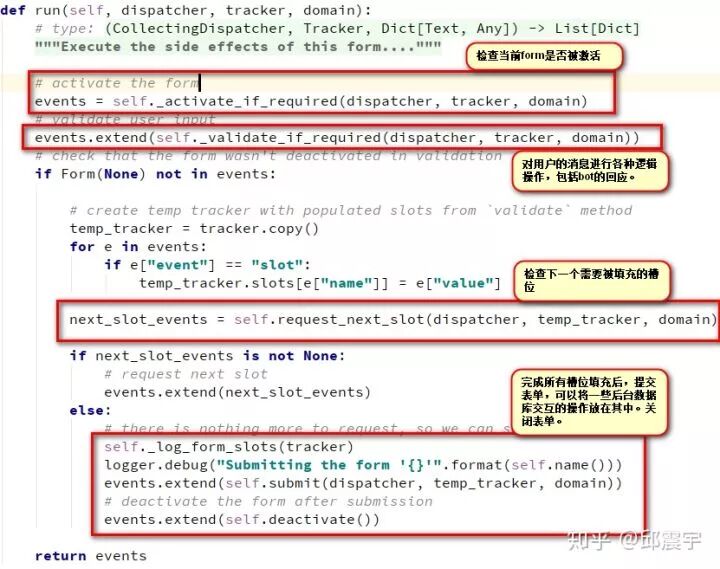 def run(self, dispatcher, tracker, domain):
# type: (CollectingDispatcher, Tracker, Dict[Text, Any]) -> List[Dict]
"""Execute the side effects of this form...."""
检查当前form是否被激活
# activate the form
events = self._activate_if_required(dispatcher, tracker, domain)
# validate user input
events.extend(self._validate_if_required(dispatcher, tracker, domain))
# check that the form wasn't deactivated in validation
对用户的消息进行各种逻辑
操作，包括bot的回应。
if Form(None) not in events:
# create temp tracker with populated slots from `validate` method
temp_tracker = tracker.copy()
for e in events:
if e["event"] == "slot":
temp_tracker.slots[e["name"]] = e["value"]
检查下一个需要被填充的槽
位
next_slot_events = self.request_next_slot(dispatcher, temp_tracker, domain)
if next_slot_events is not None:
# request next slot
events.extend(next_slot_events)
完成所有槽位填充后，提交
表单，可以将一些后台数据
库交互的操作放在其中。关
闭表单。
else:
# there is nothing more to request, so we can s
self._log_form_slots(tracker)
logger.debug("Submitting the form '{}'".format(self.name()))
events.extend(self.submit(dispatcher, temp_tracker, domain))
# deactivate the form after submission
events.extend(self.deactivate())
return events
知乎 @邱震宇